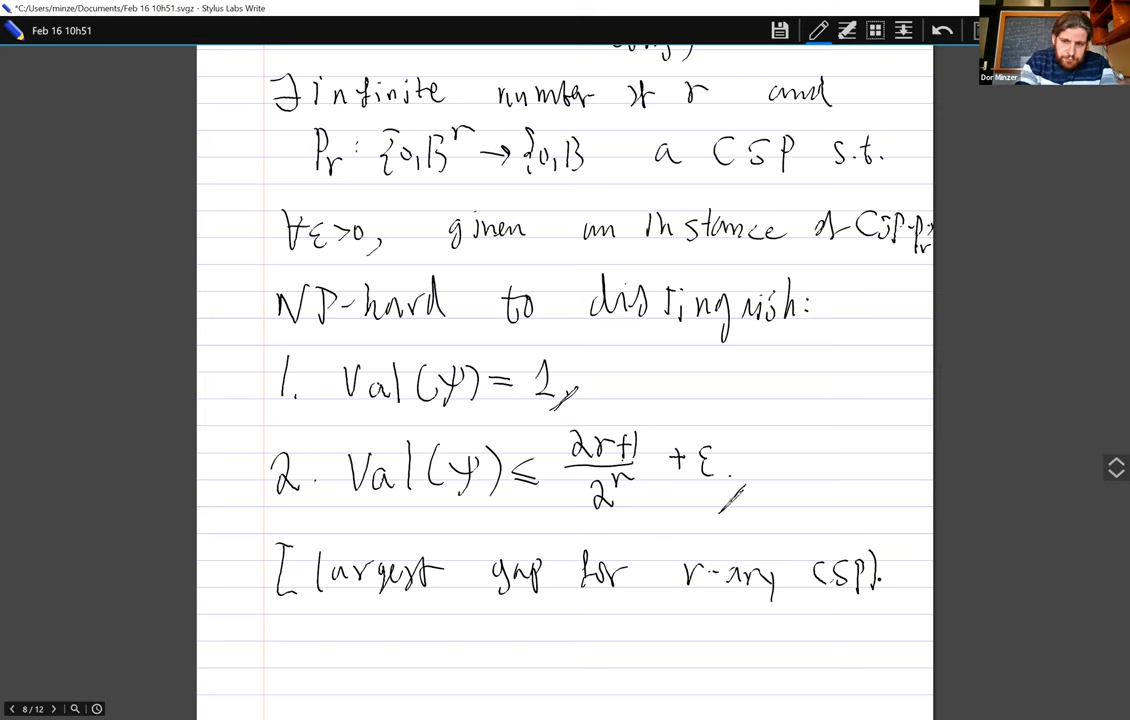 *C:/Users/minze/Documents/Feb 16 10h51.svgz - Stylus Labs Write
Feb 16 10h51
Dor Minzer
∃ infinite number of r and
P_r : {0,1}^r → {0,1} a CSP s.t.
∀ε>0, given an instance of CSP-P_r,
NP-hard to distinguish:
1. Val(ψ) = 1,
2. Val(ψ) ≤ (2r+1)/2^r + ε.
[largest gap for r-ary CSP].
8 / 12